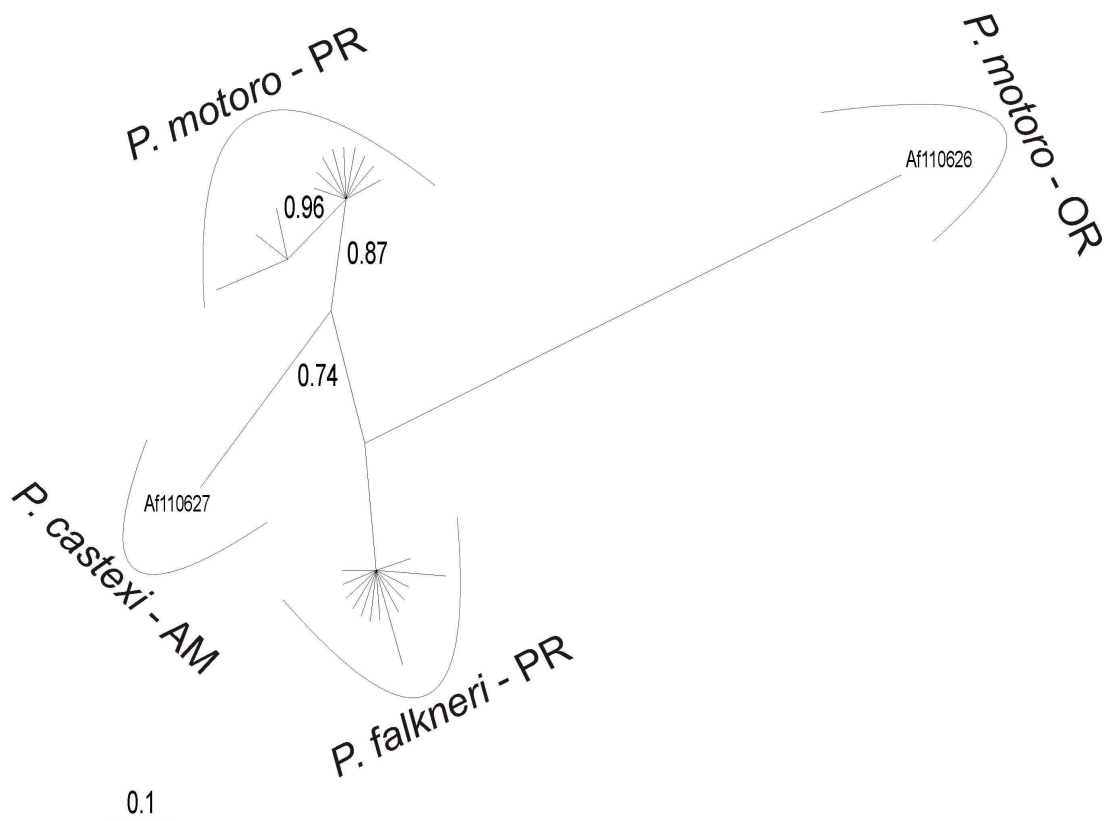 P. motoro - PR
P. motoro - OR
Af110626
0.96
0.87
0.74
Af110627
P. castexi - AM
P. falkneri - PR
0.1